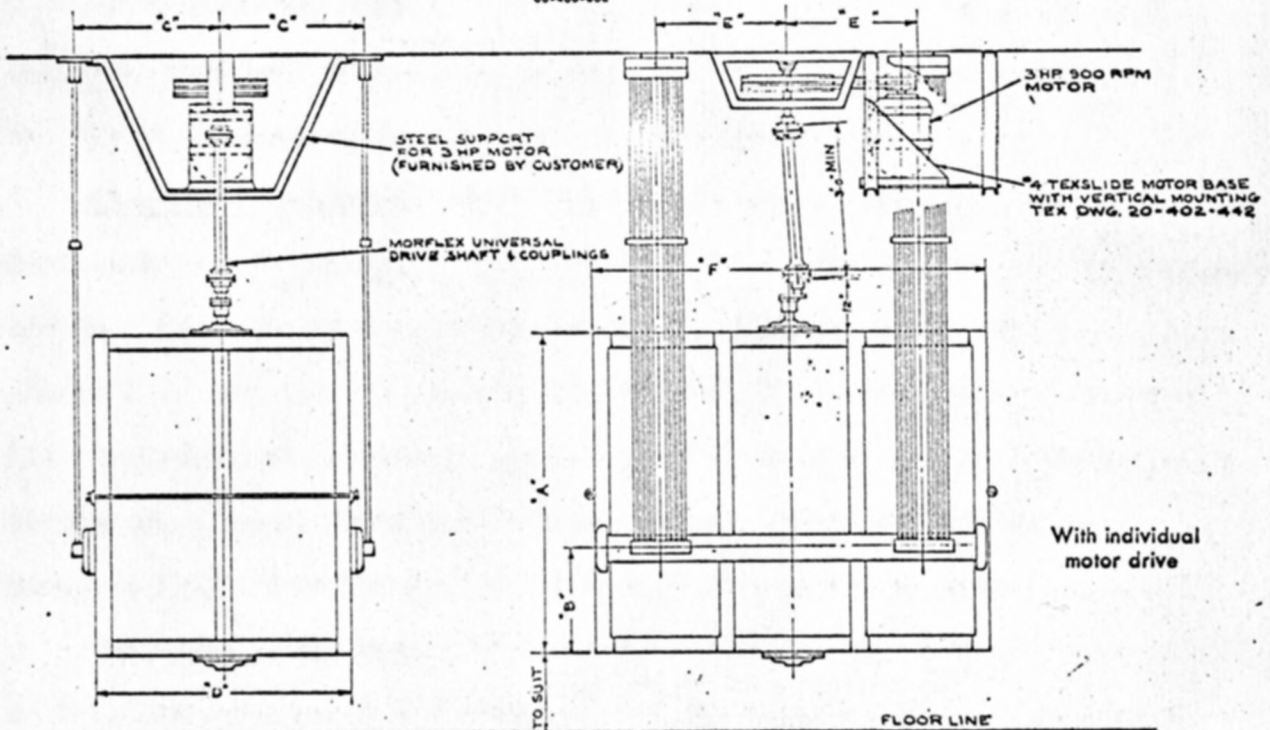 "C" "C"
"E" "E"
3 HP 900 RPM
MOTOR
STEEL SUPPORT
FOR 3 HP MOTOR
(FURNISHED BY CUSTOMER)
MIN
#4 TEXSLIDE MOTOR BASE
WITH VERTICAL MOUNTING
TEX DWG. 20-402-442
MORFLEX UNIVERSAL
DRIVE SHAFT & COUPLINGS
"F"
12"
"A"
With individual
motor drive
"B"
"D"
TO SUIT
FLOOR LINE